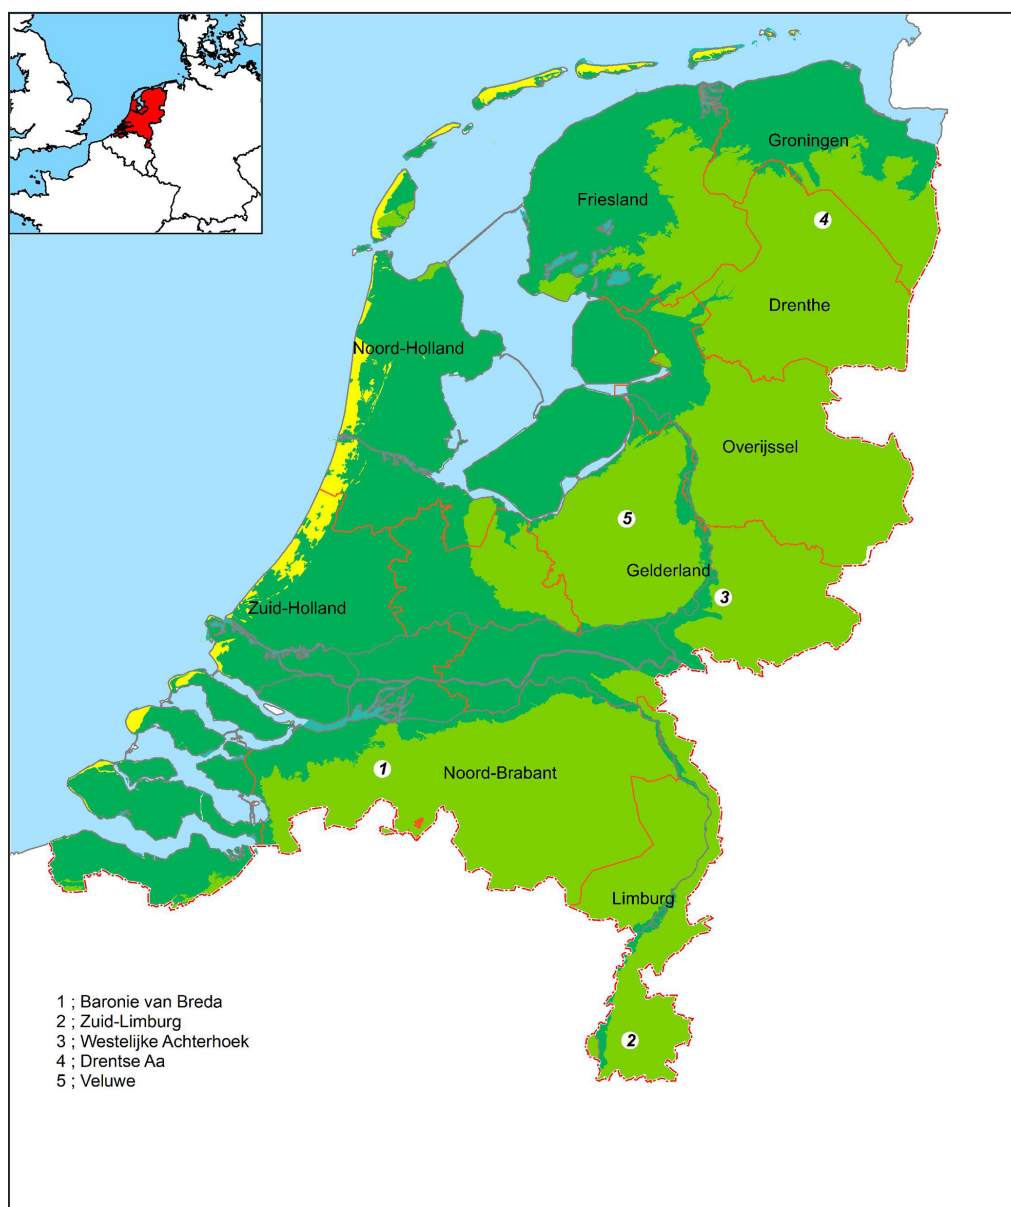 Groningen
Friesland
4
Drenthe
Noord-Holland
Overijssel
5
Gelderland
3
Zuid-Holland
1
Noord-Brabant
Limburg
1 ; Baronie van Breda
2 ; Zuid-Limburg
3 ; Westelijke Achterhoek
4 ; Drentse Aa
5 ; Veluwe
2